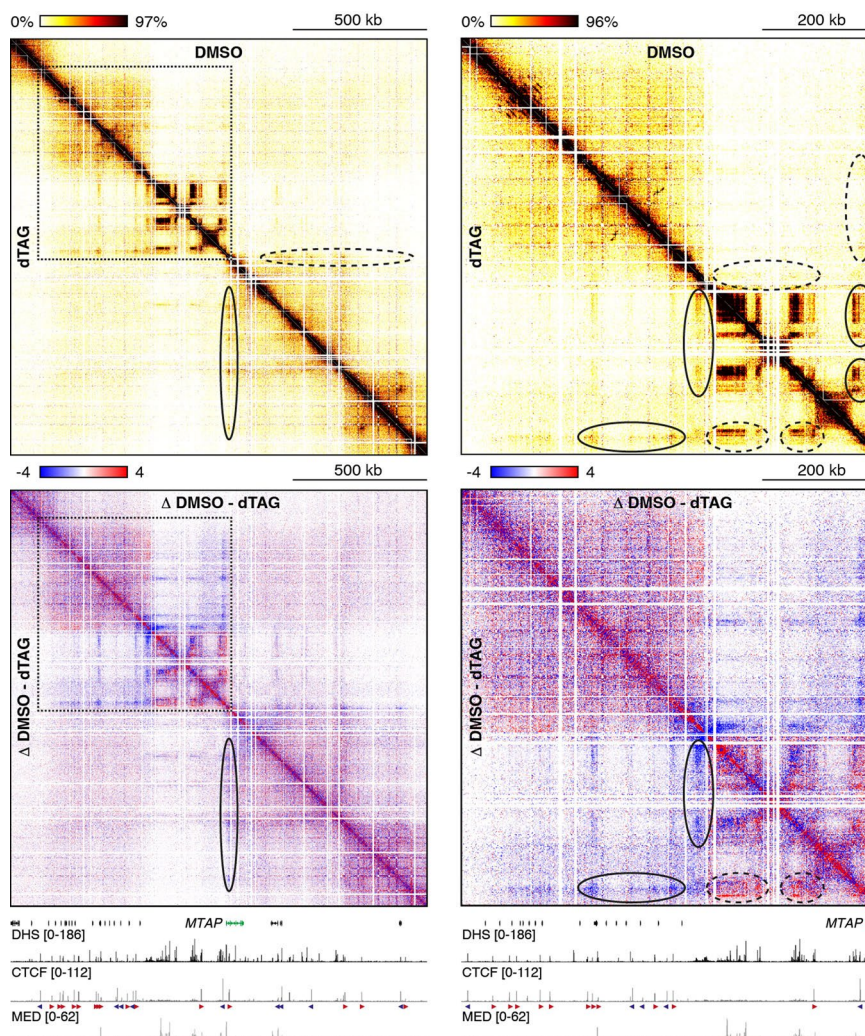 0% 97% 500 kb
DMSO
dTAG
0% 96% 200 kb
DMSO
dTAG
-4 4 500 kb
Δ DMSO - dTAG
Δ DMSO - dTAG
-4 4 200 kb
Δ DMSO - dTAG
Δ DMSO - dTAG
MTAP
DHS [0-186]
CTCF [0-112]
MED [0-62]
MTAP
DHS [0-186]
CTCF [0-112]
MED [0-62]